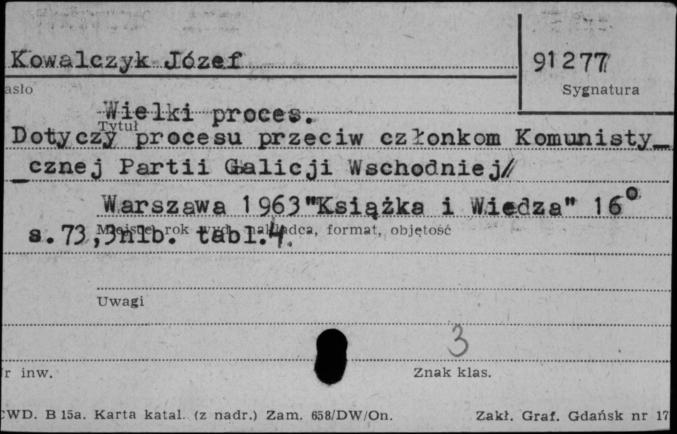 Kowalczyk Józef
91277
asło
Sygnatura
Wielki proces.
Tytuł
Dotyczy procesu przeciw członkom Komunisty_
_cznej Partii Galicji Wschodniej//
Warszawa 1963"Książka i Wiedza" 16°
s.73,3nlb. tabl.4.
Miejsce, rok wyd., nakładca, format, objętość
Uwagi
3
r inw.
Znak klas.
CWD. B 15a. Karta katal. (z nadr.) Zam. 658/DW/On.
Zakł. Graf. Gdańsk nr 17